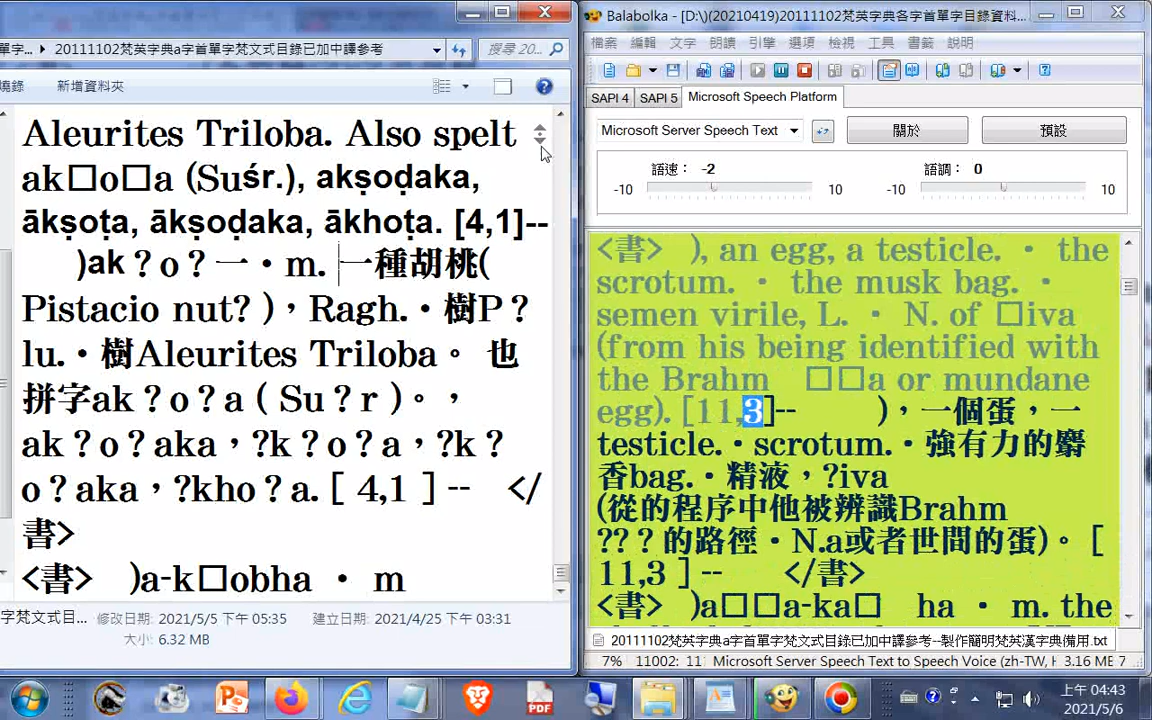 單字... ▸ 20111102梵英字典a字首單字梵文式目錄已加中譯參考
搜尋 20...
燒錄 新增資料夾
Aleurites Triloba. Also spelt
ak□o□a (Suśr.), akṣoḍaka,
ākṣoṭa, ākṣoḍaka, ākhoṭa. [4,1]--
)ak？o？一・m. 一種胡桃(
Pistacio nut? )，Ragh.・樹P？
lu.・樹Aleurites Triloba。 也
拼字ak？o？a ( Su？r )。，
ak？o？aka，?k？o？a，?k？
o？aka，?kho？a. [ 4,1 ] -- </
書>
<書> )a-k□obha ・ m
字梵文式目... 修改日期: 2021/5/5 下午 05:35 建立日期: 2021/4/25 下午 03:31
大小: 6.32 MB
Balabolka - [D:\)(20210419)20111102梵英字典各字首單字目錄資料...
檔案 編輯 文字 朗讀 引擎 選項 檢視 工具 書籤 說明
SAPI 4 SAPI 5 Microsoft Speech Platform
Microsoft Server Speech Text 關於 預設
語速： -2 語調： 0
-10 10 -10 10
<書> ), an egg, a testicle. ・ the
scrotum. ・ the musk bag. ・
semen virile, L. ・ N. of □iva
(from his being identified with
the Brahm □□a or mundane
egg). [11,3]-- )，一個蛋，一
testicle.・scrotum.・強有力的麝
香bag.・精液，?iva
(從的程序中他被辨識Brahm
??？的路徑・N.a或者世間的蛋)。 [
11,3 ] -- </書>
<書> )a□□a-ka□ ha ・ m. the
20111102梵英字典a字首單字梵文式目錄已加中譯參考--製作簡明梵英漢字典備用.txt
7% 11002: 11 Microsoft Server Speech Text to Speech Voice (zh-TW, H 3.16 ME 7
PDF
上午 04:43
2021/5/6